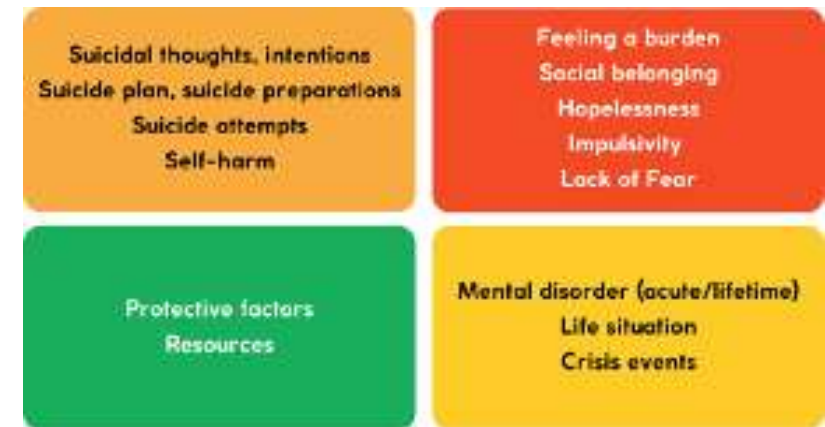 Suicidal thoughts, intentions
Suicide plan, suicide preparations
Suicide attempts
Self-harm
Feeling a burden
Social belonging
Hopelessness
Impulsivity
Lack of Fear
Protective factors
Resources
Mental disorder (acute/lifetime)
Life situation
Crisis events